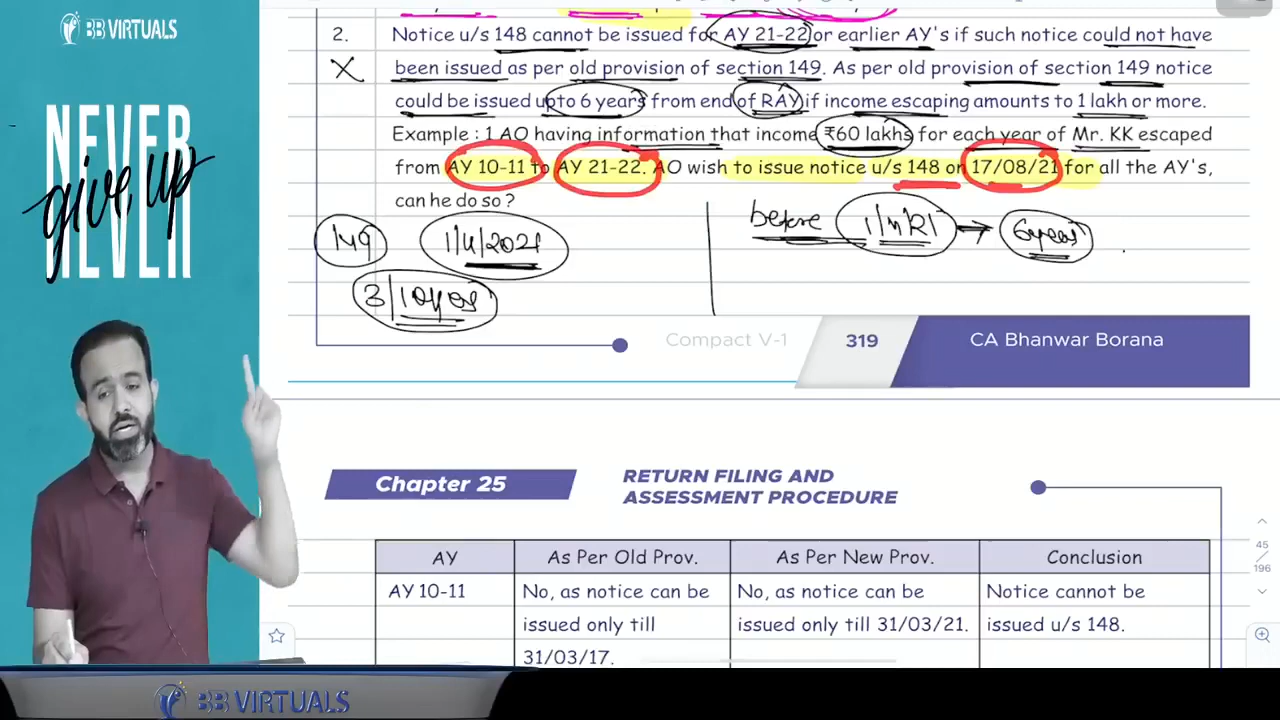 BB VIRTUALS
NEVER
give up
NEVER
2. Notice u/s 148 cannot be issued for AY 21-22 or earlier AY's if such notice could not have
been issued as per old provision of section 149. As per old provision of section 149 notice
could be issued upto 6 years from end of RAY if income escaping amounts to 1 lakh or more.
Example : 1 AO having information that income ₹60 lakhs for each year of Mr. KK escaped
from AY 10-11 to AY 21-22. AO wish to issue notice u/s 148 on 17/08/21 for all the AY's,
can he do so ?
149 1/4/2021
3/10 years
before 1/4/21 → 6 year
Compact V-1 319 CA Bhanwar Borana
Chapter 25 RETURN FILING AND
ASSESSMENT PROCEDURE
AY As Per Old Prov. As Per New Prov. Conclusion
AY 10-11 No, as notice can be No, as notice can be Notice cannot be
issued only till issued only till 31/03/21. issued u/s 148.
31/03/17.
45
/
196
BB VIRTUALS